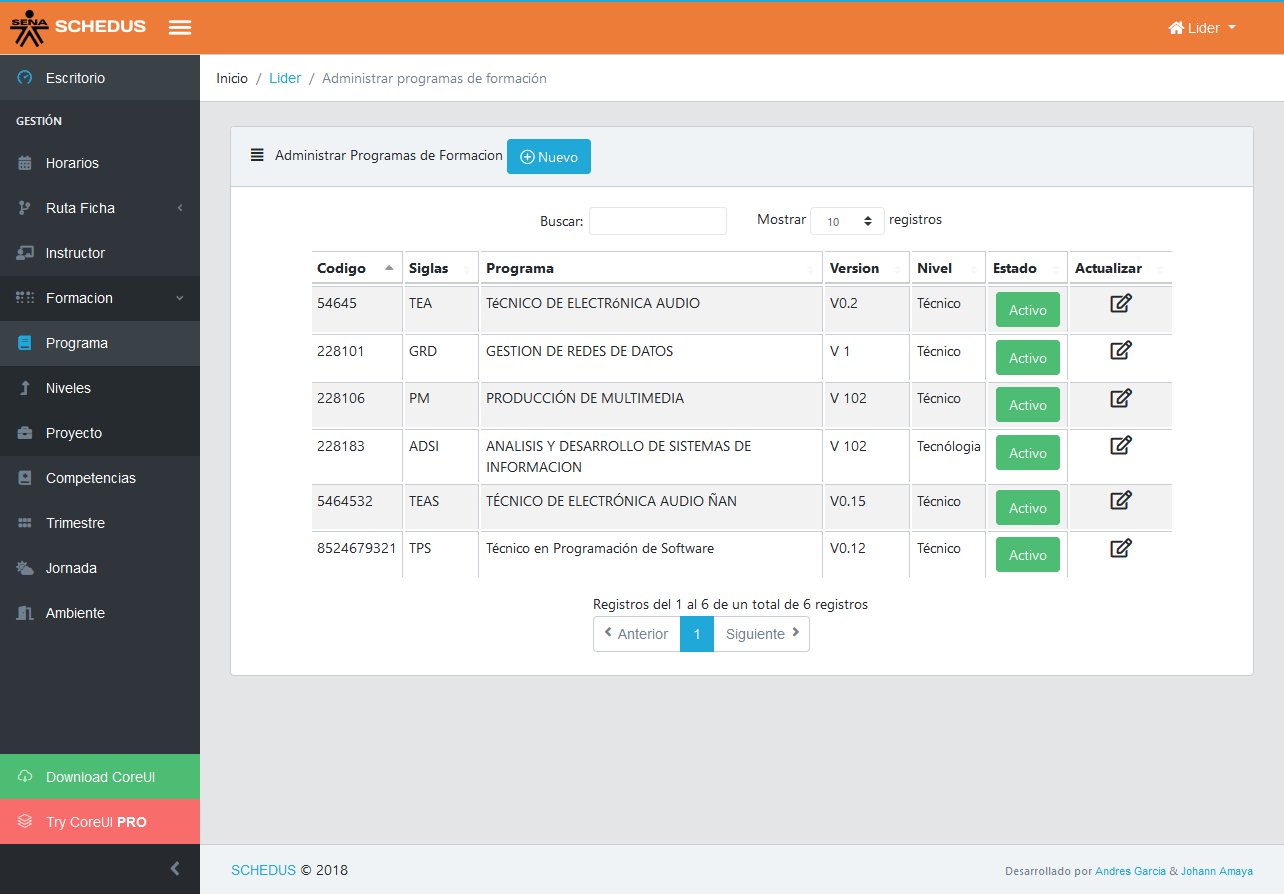 SENA SCHEDUS
Lider
Escritorio
Inicio / Lider / Administrar programas de formación
GESTIÓN
Horarios
Ruta Ficha
Instructor
Formacion
Programa
Niveles
Proyecto
Competencias
Trimestre
Jornada
Ambiente
Download CoreUI
Try CoreUI PRO
Administrar Programas de Formacion Nuevo
Buscar: Mostrar 10 registros
Codigo Siglas Programa Version Nivel Estado Actualizar
54645 TEA TéCNICO DE ELECTRóNICA AUDIO V0.2 Técnico Activo
228101 GRD GESTION DE REDES DE DATOS V 1 Técnico Activo
228106 PM PRODUCCIÓN DE MULTIMEDIA V 102 Técnico Activo
228183 ADSI ANALISIS Y DESARROLLO DE SISTEMAS DE V 102 Tecnólogia Activo
INFORMACION
5464532 TEAS TÉCNICO DE ELECTRÓNICA AUDIO ÑAN V0.15 Técnico Activo
8524679321 TPS Técnico en Programación de Software V0.12 Técnico Activo
Registros del 1 al 6 de un total de 6 registros
Anterior 1 Siguiente
SCHEDUS © 2018
Desarrollado por Andres Garcia & Johann Amaya